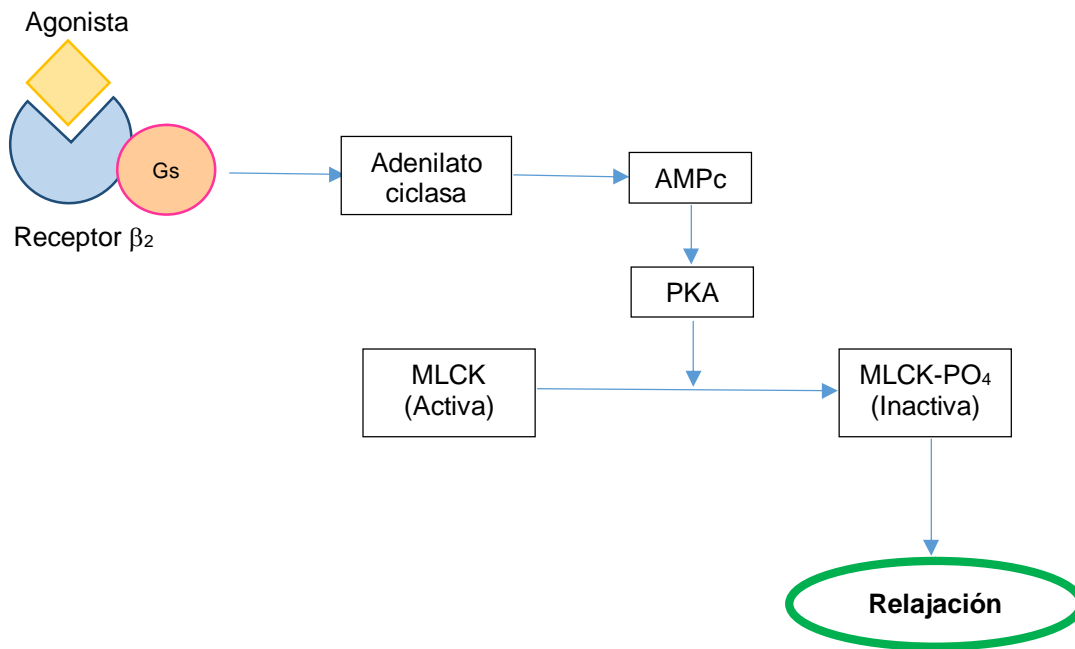 Agonista
Gs
Receptor β₂
Adenilato
ciclasa
AMPc
PKA
MLCK
(Activa)
MLCK-PO₄
(Inactiva)
Relajación